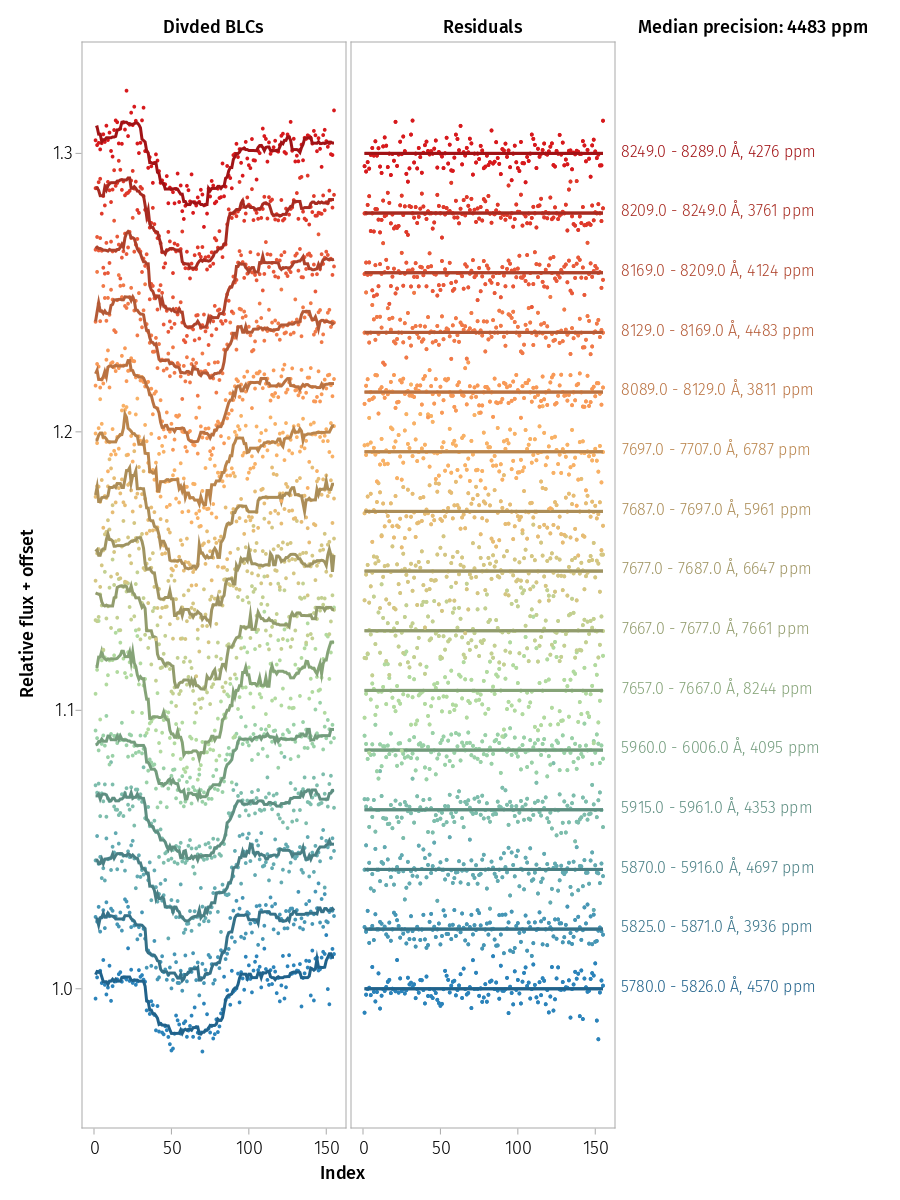 Divded BLCs
Residuals
Median precision: 4483 ppm
1.3
1.2
1.1
1.0
Relative flux + offset
8249.0 - 8289.0 Å, 4276 ppm
8209.0 - 8249.0 Å, 3761 ppm
8169.0 - 8209.0 Å, 4124 ppm
8129.0 - 8169.0 Å, 4483 ppm
8089.0 - 8129.0 Å, 3811 ppm
7697.0 - 7707.0 Å, 6787 ppm
7687.0 - 7697.0 Å, 5961 ppm
7677.0 - 7687.0 Å, 6647 ppm
7667.0 - 7677.0 Å, 7661 ppm
7657.0 - 7667.0 Å, 8244 ppm
5960.0 - 6006.0 Å, 4095 ppm
5915.0 - 5961.0 Å, 4353 ppm
5870.0 - 5916.0 Å, 4697 ppm
5825.0 - 5871.0 Å, 3936 ppm
5780.0 - 5826.0 Å, 4570 ppm
0 50 100 150
0 50 100 150
Index